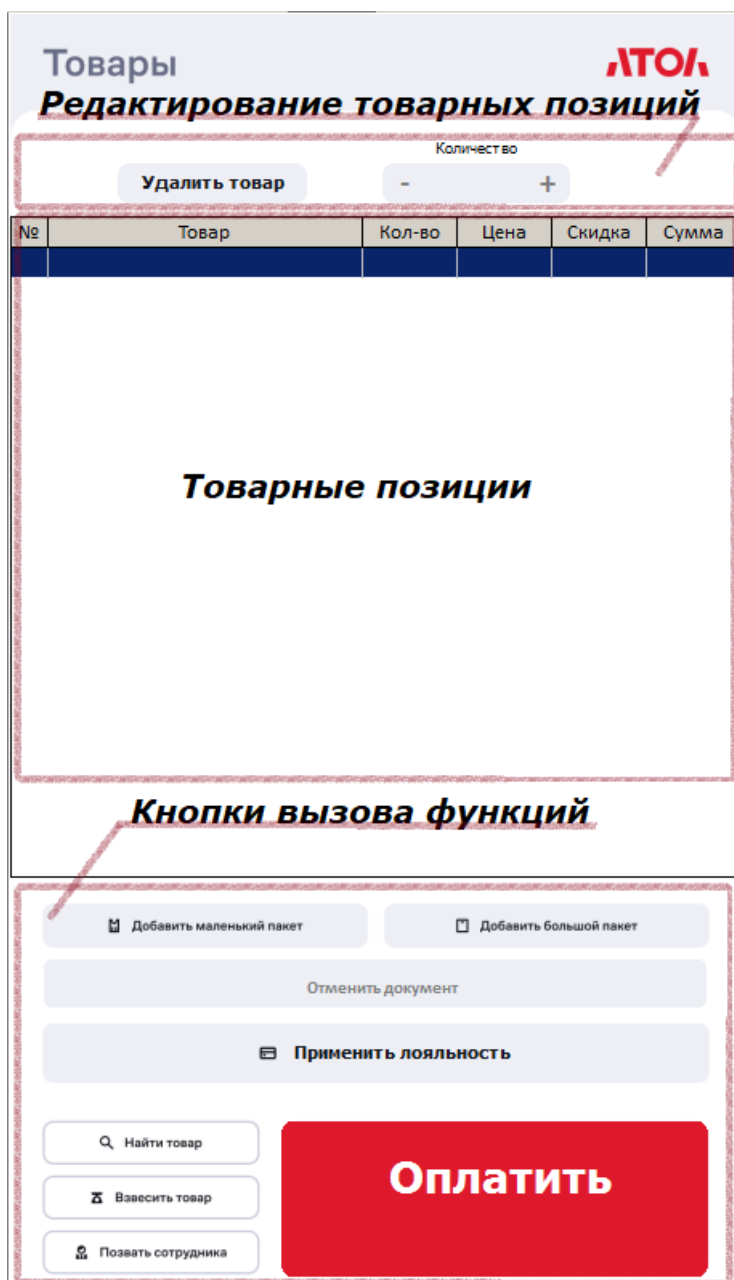 Товары
АТОЛ
Редактирование товарных позиций
Количество
Удалить товар - +
№ Товар Кол-во Цена Скидка Сумма
Товарные позиции
Кнопки вызова функций
Добавить маленький пакет Добавить большой пакет
Отменить документ
Применить лояльность
Найти товар
Оплатить
Взвесить товар
Позвать сотрудника